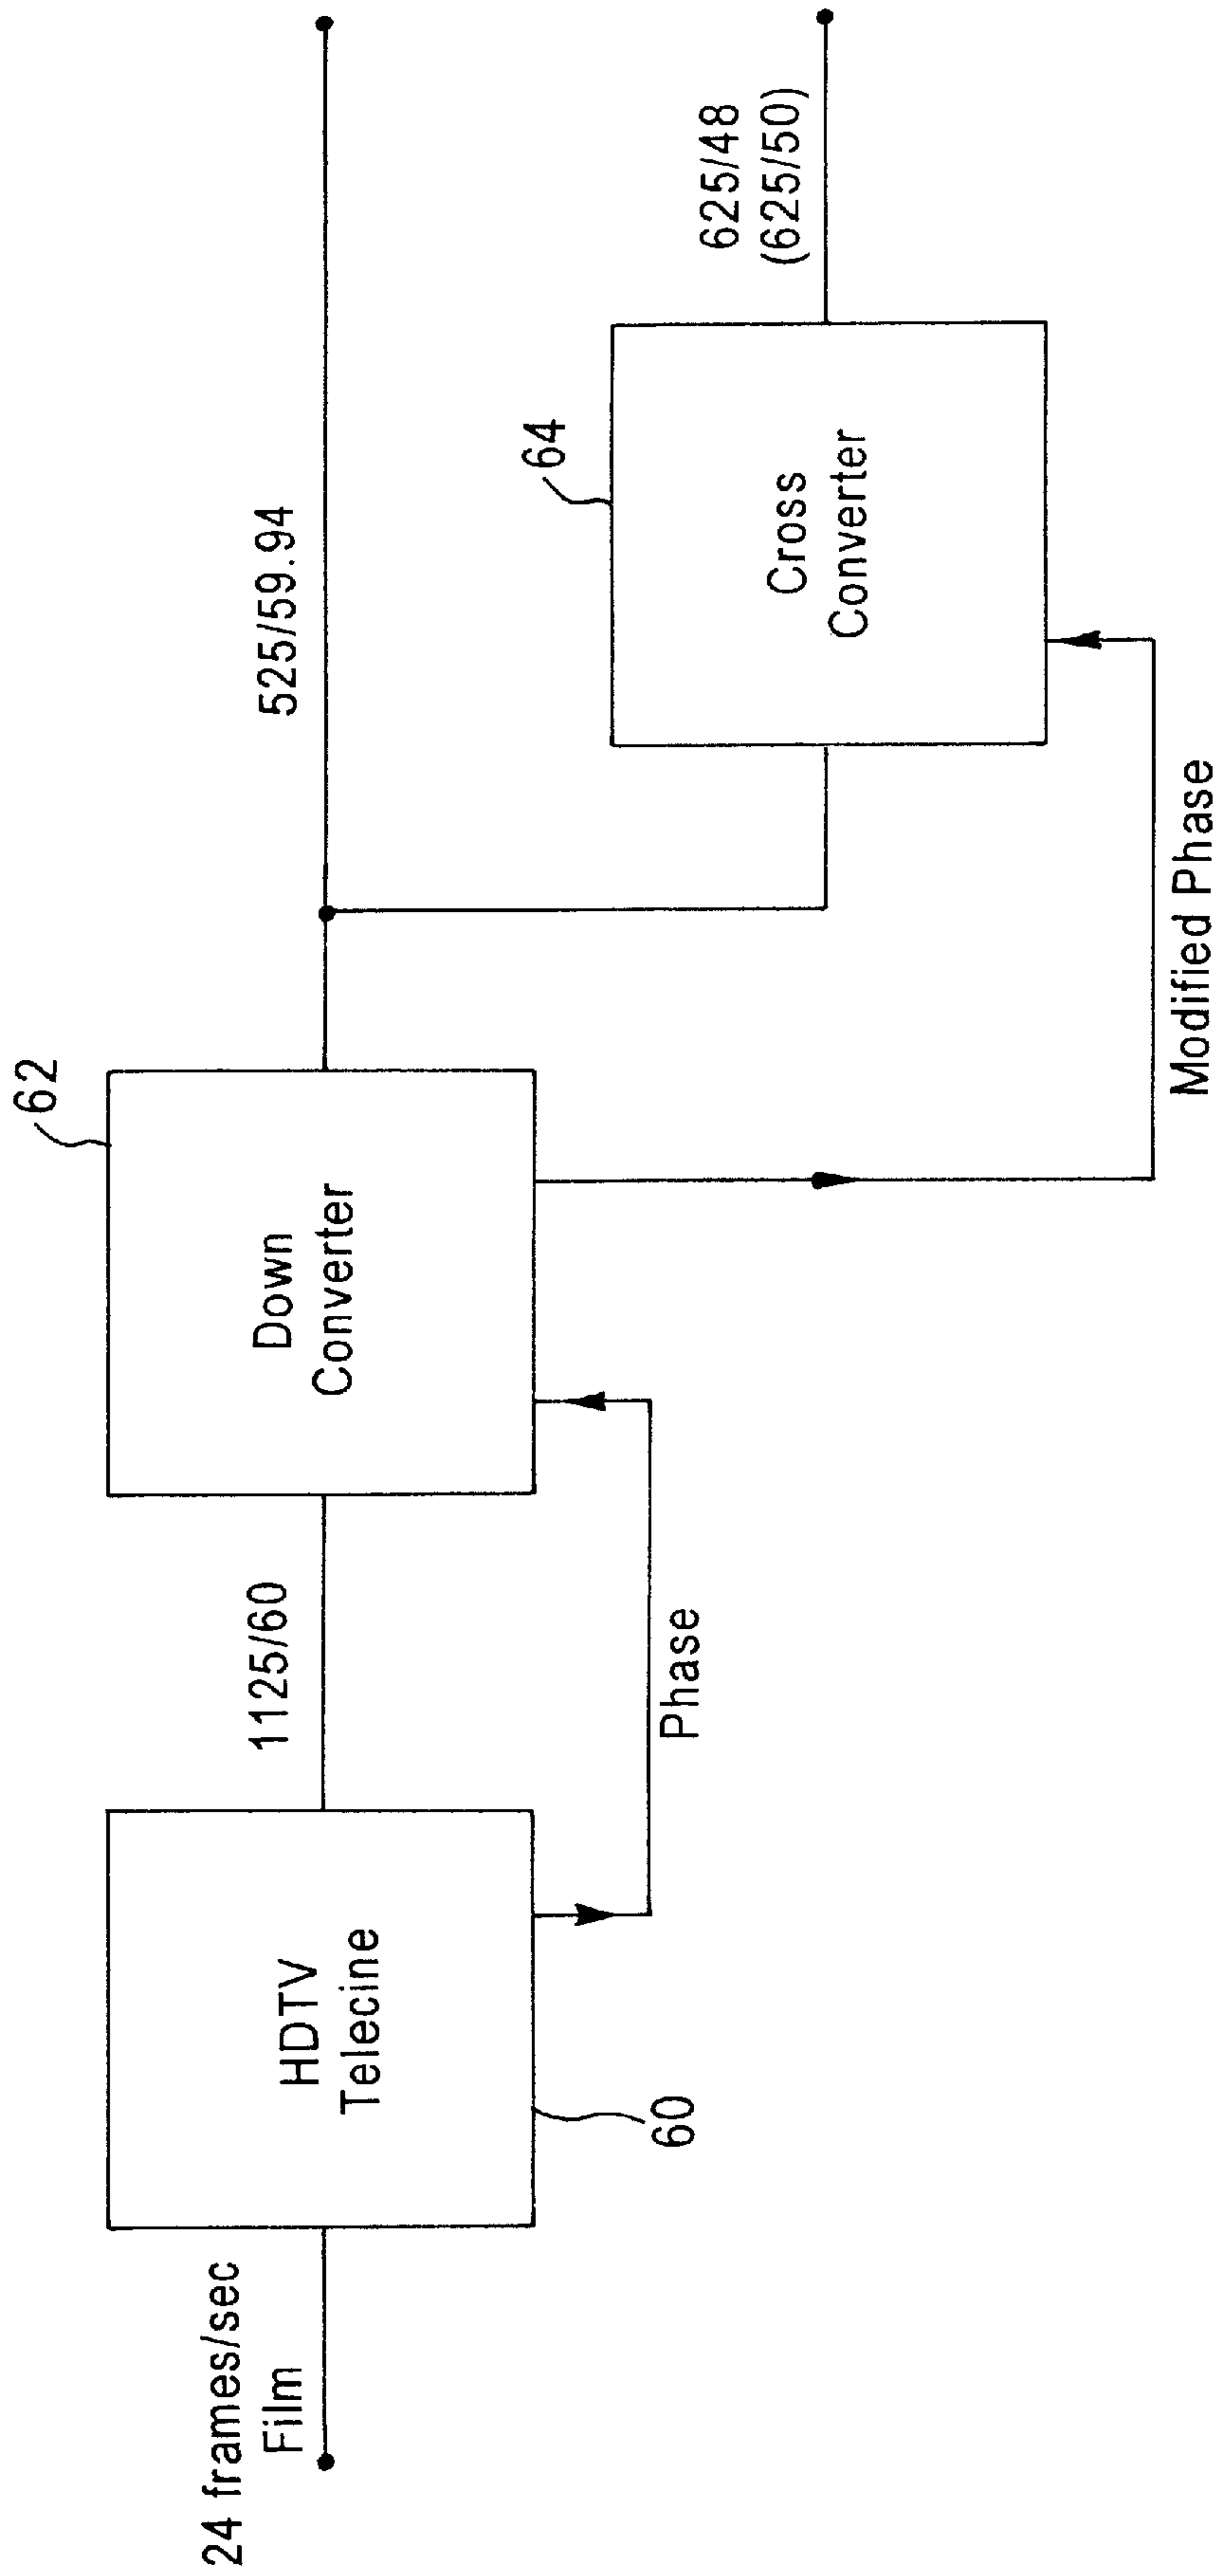 24 frames/sec
Film
HDTV
Telecine
60
1125/60
Phase
Down
Converter
62
525/59.94
Modified Phase
Cross
Converter
64
625/48
(625/50)